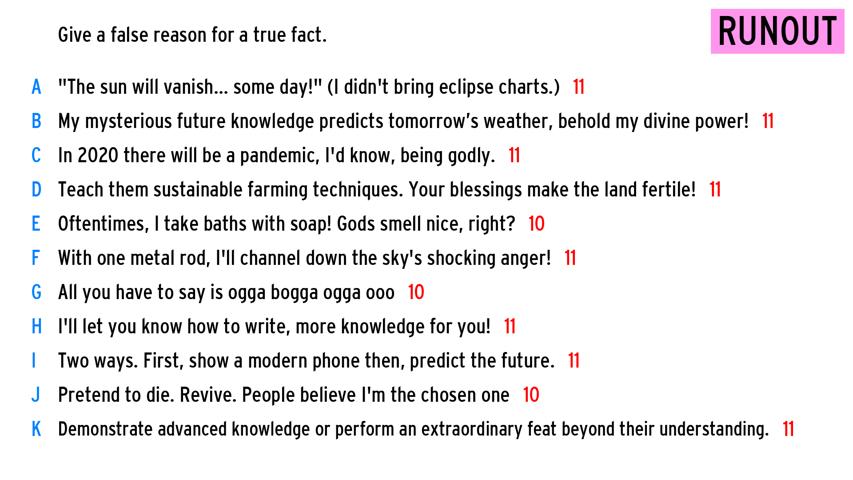 Give a false reason for a true fact.
RUNOUT
A "The sun will vanish... some day!" (I didn't bring eclipse charts.) 11
B My mysterious future knowledge predicts tomorrow's weather, behold my divine power! 11
C In 2020 there will be a pandemic, I'd know, being godly. 11
D Teach them sustainable farming techniques. Your blessings make the land fertile! 11
E Oftentimes, I take baths with soap! Gods smell nice, right? 10
F With one metal rod, I'll channel down the sky's shocking anger! 11
G All you have to say is ogga bogga ogga ooo 10
H I'll let you know how to write, more knowledge for you! 11
I Two ways. First, show a modern phone then, predict the future. 11
J Pretend to die. Revive. People believe I'm the chosen one 10
K Demonstrate advanced knowledge or perform an extraordinary feat beyond their understanding. 11